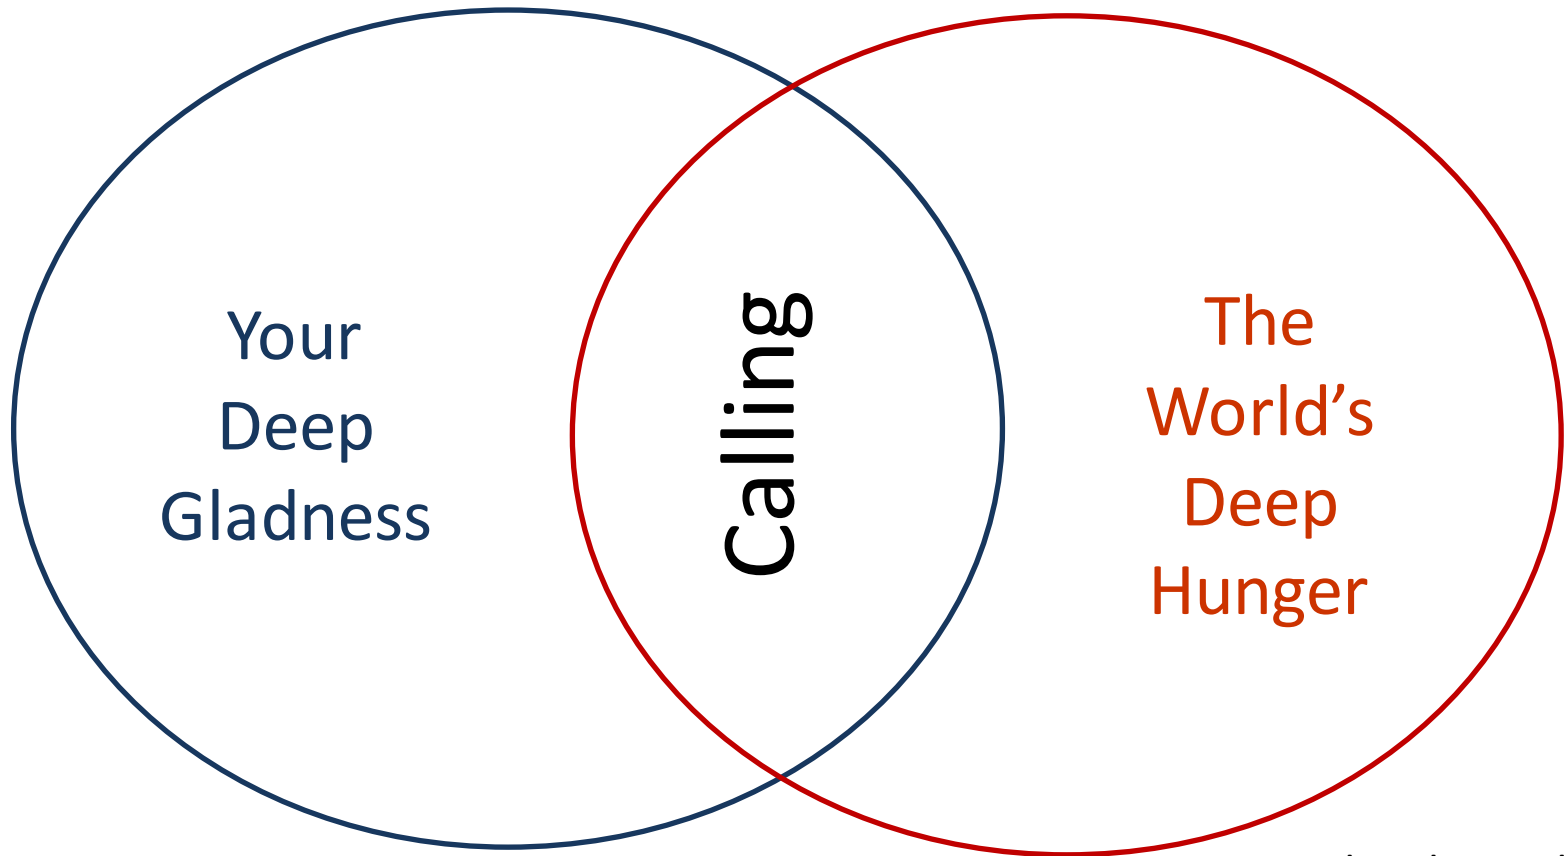 Your
Deep
Gladness
Calling
The
World’s
Deep
Hunger